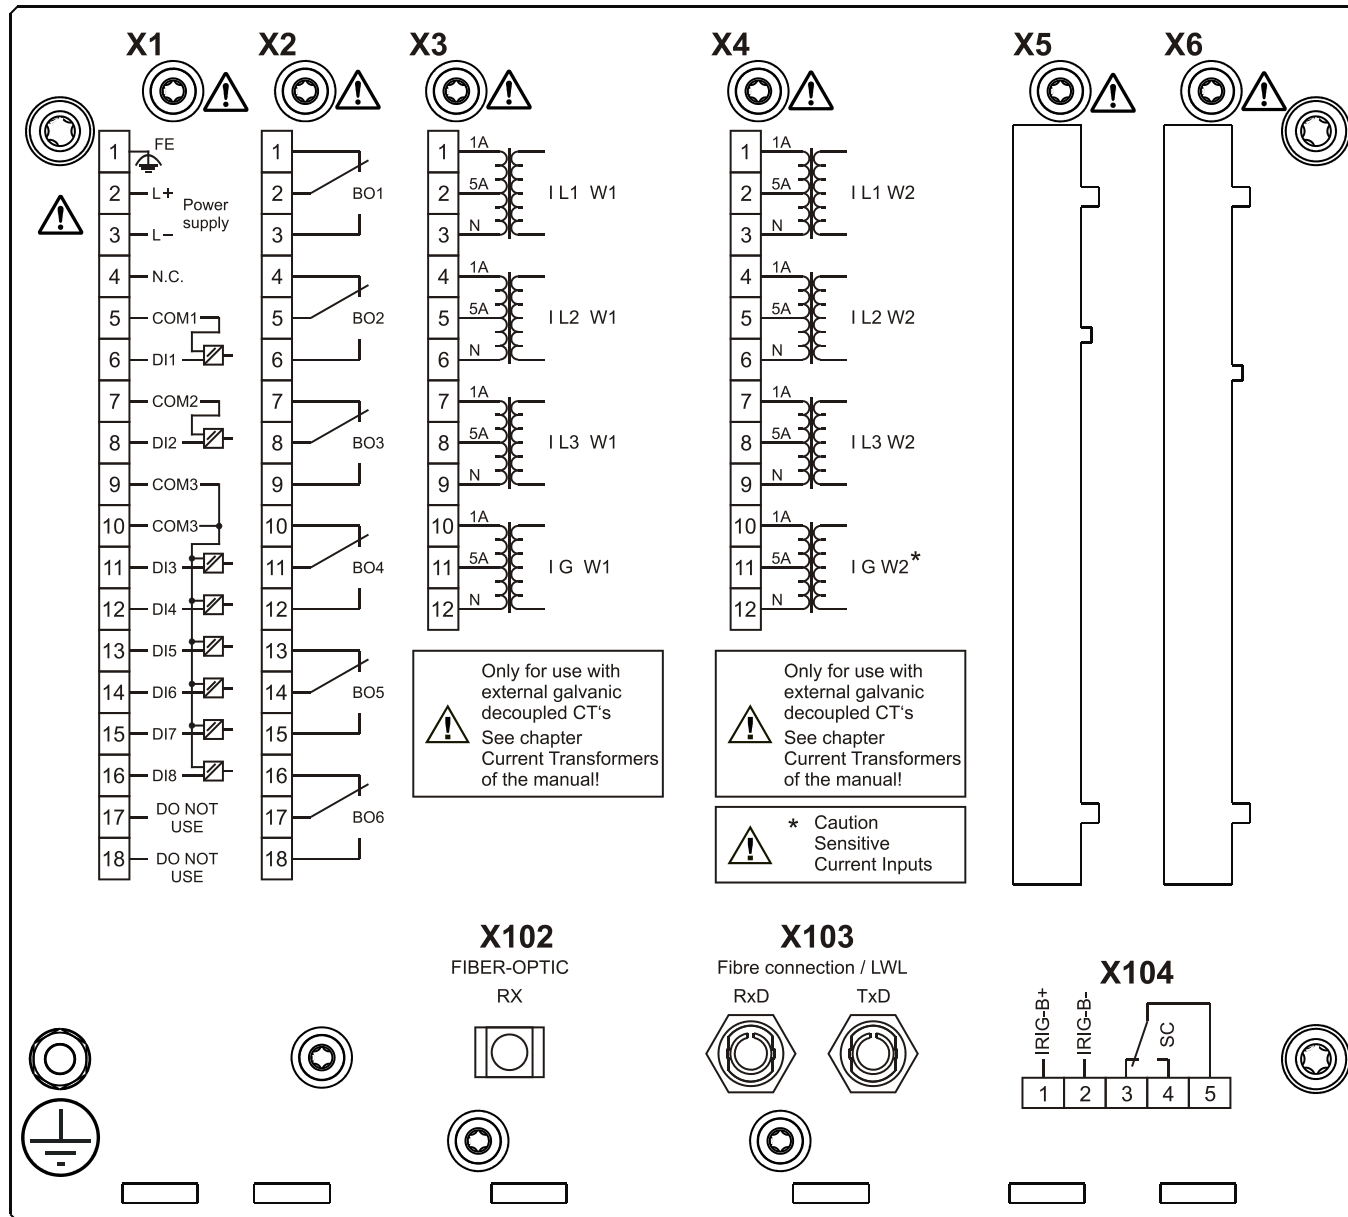 X1
X2
X3
X4
X5
X6
1 FE
2 L+
Power
supply
3 L−
4 N.C.
5 COM1
6 DI1
7 COM2
8 DI2
9 COM3
10 COM3
11 DI3
12 DI4
13 DI5
14 DI6
15 DI7
16 DI8
17 DO NOT
USE
18 DO NOT
USE
1
2 BO1
3
4
5 BO2
6
7
8 BO3
9
10
11 BO4
12
13
14 BO5
15
16
17 BO6
18
1 1A
2 5A I L1 W1
3 N
4 1A
5 5A I L2 W1
6 N
7 1A
8 5A I L3 W1
9 N
10 1A
11 5A I G W1
12 N
Only for use with
external galvanic
decoupled CT‘s
See chapter
Current Transformers
of the manual!
1 1A
2 5A I L1 W2
3 N
4 1A
5 5A I L2 W2
6 N
7 1A
8 5A I L3 W2
9 N
10 1A
11 5A I G W2*
12 N
Only for use with
external galvanic
decoupled CT‘s
See chapter
Current Transformers
of the manual!
* Caution
Sensitive
Current Inputs
X102
FIBER-OPTIC
RX
X103
Fibre connection / LWL
RxD TxD
X104
IRIG-B+
IRIG-B-
SC
1 2 3 4 5